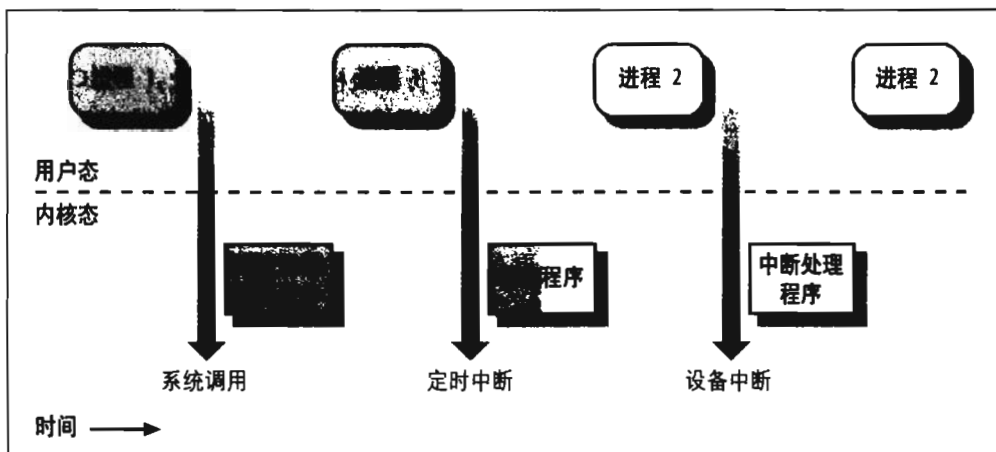 进程 2
进程 2
用户态
内核态
程序
中断处理
程序
系统调用
定时中断
设备中断
时间